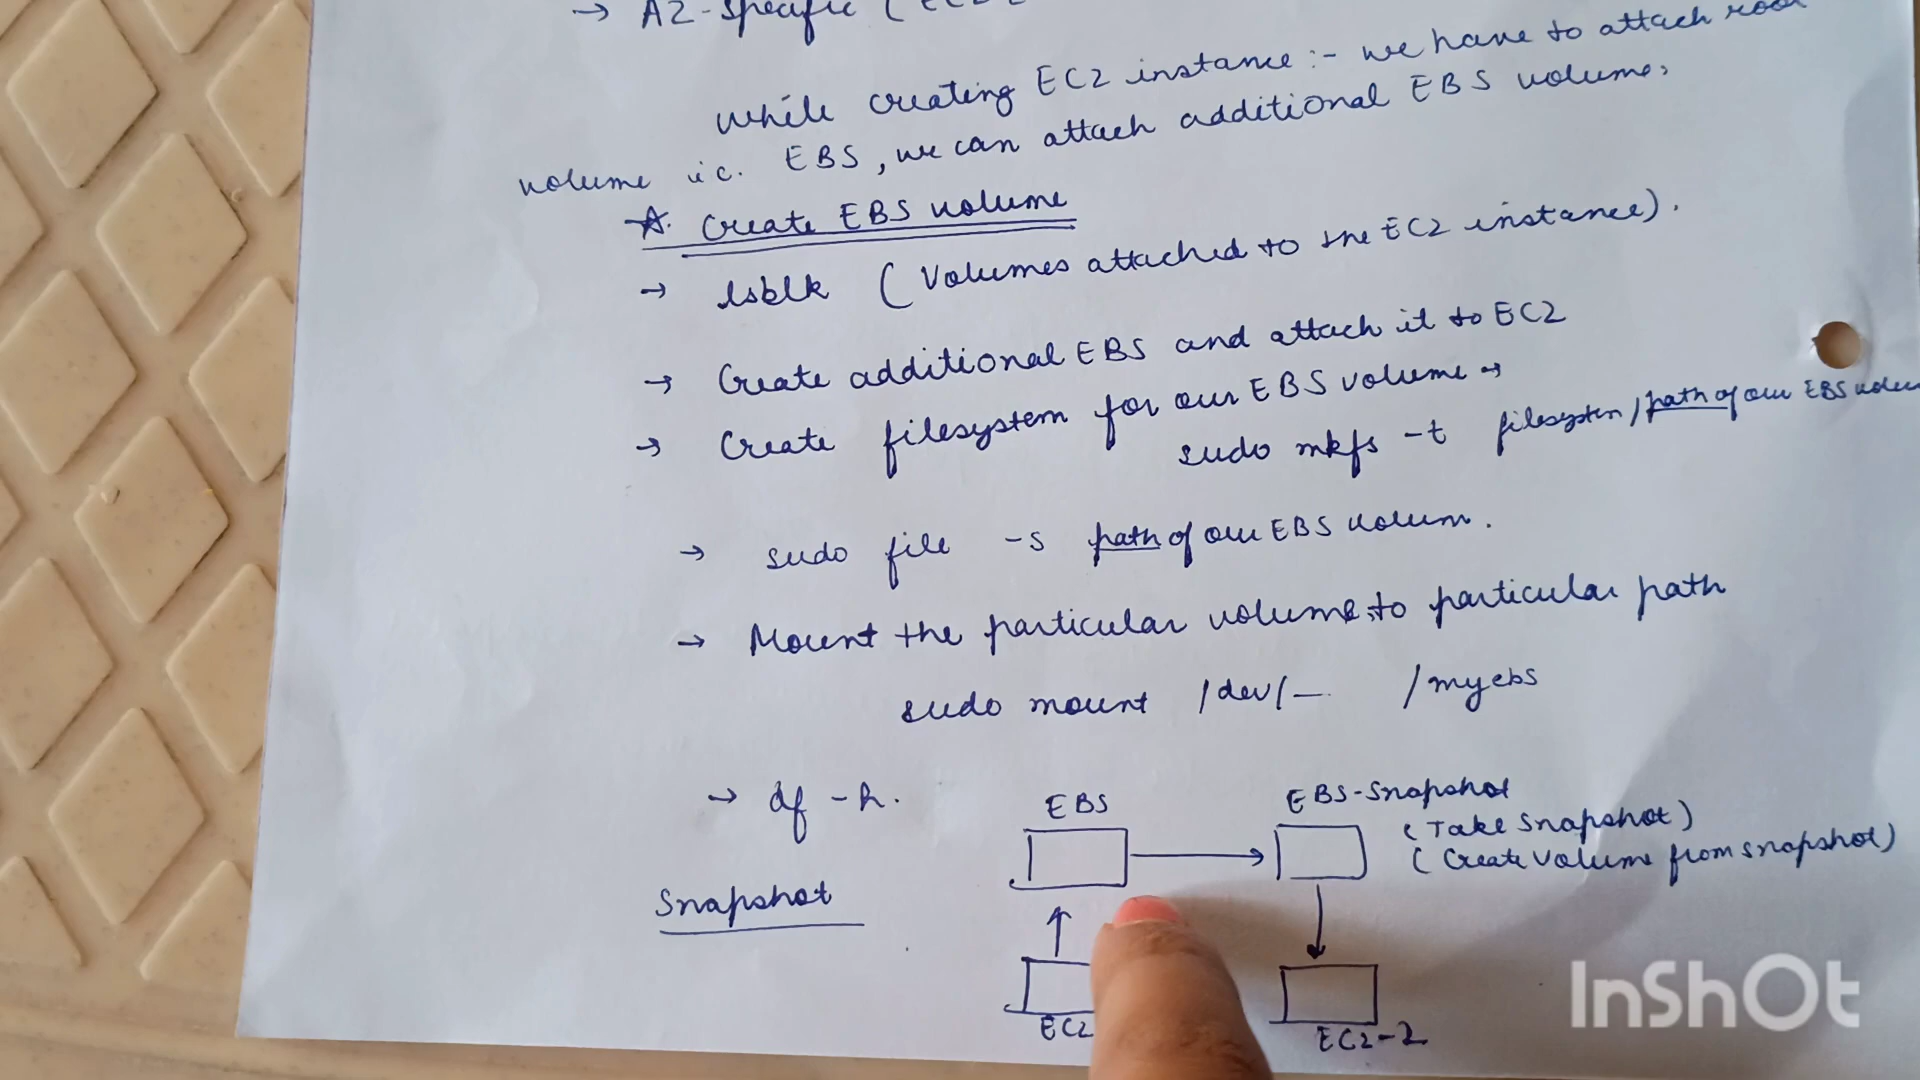 → AZ-Specific (
while creating EC2 instance :- we have to attach root
volume i.e. EBS, we can attach additional EBS volume,
A. Create EBS volume
→ lsblk (Volumes attached to the EC2 instance).
→ Create additional EBS and attach it to EC2
→ Create filesystem for our EBS volume →
sudo mkfs -t filesystem / path of our EBS volum
→ sudo file -s path of our EBS volum.
→ Mount the particular volume to particular path
sudo mount /dev/— /myebs
→ df -h.
EBS
EBS-Snapshot
(Take Snapshot)
(Create Volume from snapshot)
Snapshot
EC2
EC2-2
InShOt